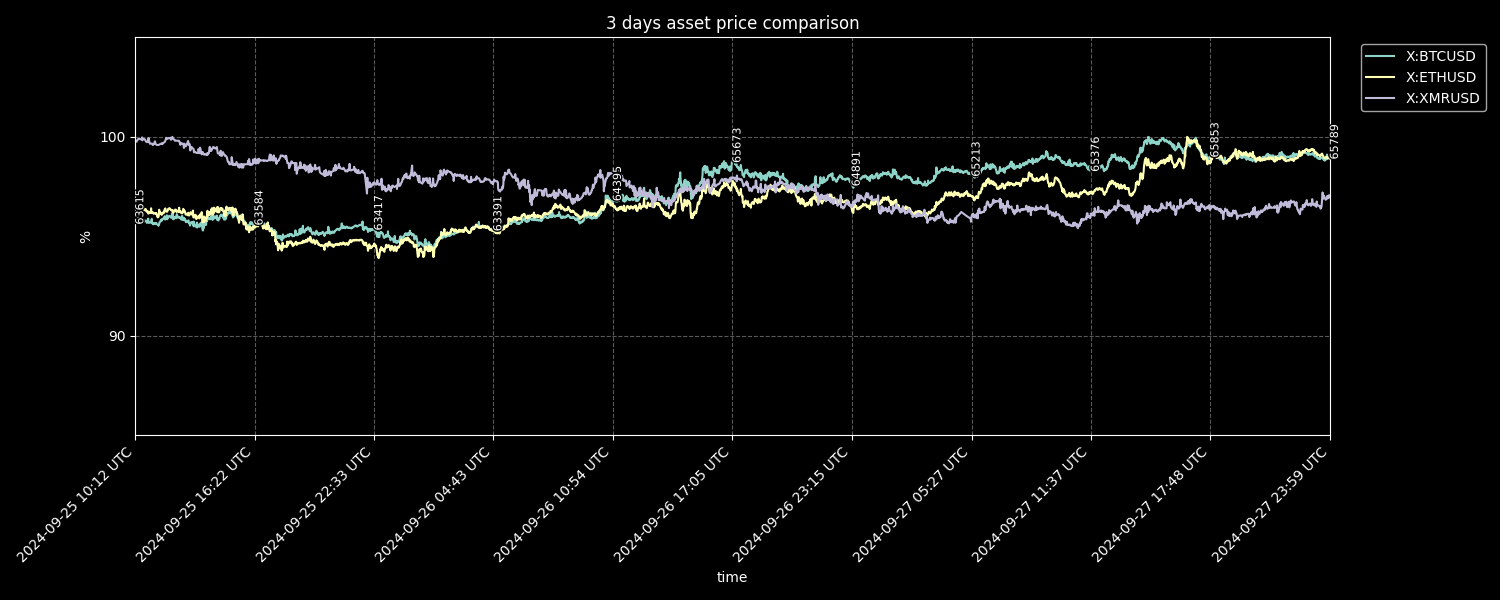 3 days asset price comparison
X:BTCUSD
X:ETHUSD
X:XMRUSD
100
90
%
63615
63584
63417
63391
64395
65673
64891
65213
65376
65853
65789
2024-09-25 10:12 UTC
2024-09-25 16:22 UTC
2024-09-25 22:33 UTC
2024-09-26 04:43 UTC
2024-09-26 10:54 UTC
2024-09-26 17:05 UTC
2024-09-26 23:15 UTC
2024-09-27 05:27 UTC
2024-09-27 11:37 UTC
2024-09-27 17:48 UTC
2024-09-27 23:59 UTC
time